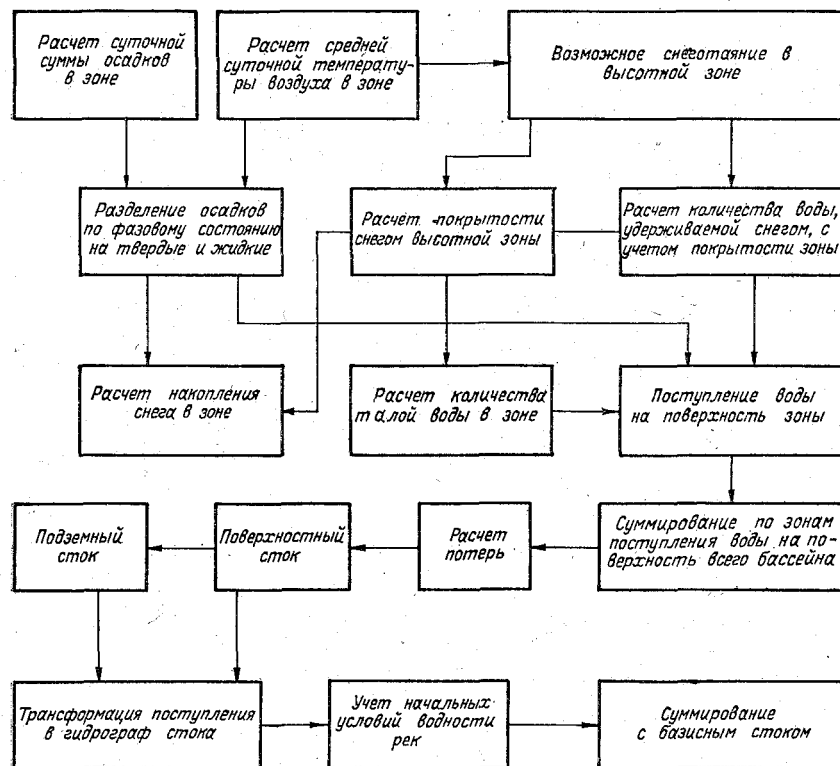 Расчет суточной
суммы осадков
в зоне
Расчет средней
суточной температу-
ры воздуха в зоне
Возможное снеготаяние в
высотной зоне
Разделение осадков
по фазовому состоянию
на твердые и жидкие
Расчет покрытости
снегом высотной зоны
Расчет количества воды,
удерживаемой снегом, с
учетом покрытости зоны
Расчет накопления
снега в зоне
Расчет количества
талой воды в зоне
Поступление воды
на поверхность зоны
Подземный
сток
Поверхностный
сток
Расчет
потерь
Суммирование по зонам
поступления воды на по-
верхность всего бассейна
Трансформация поступления
в гидрограф стока
Учет начальных
условий водности
рек
Суммирование
с базисным стоком